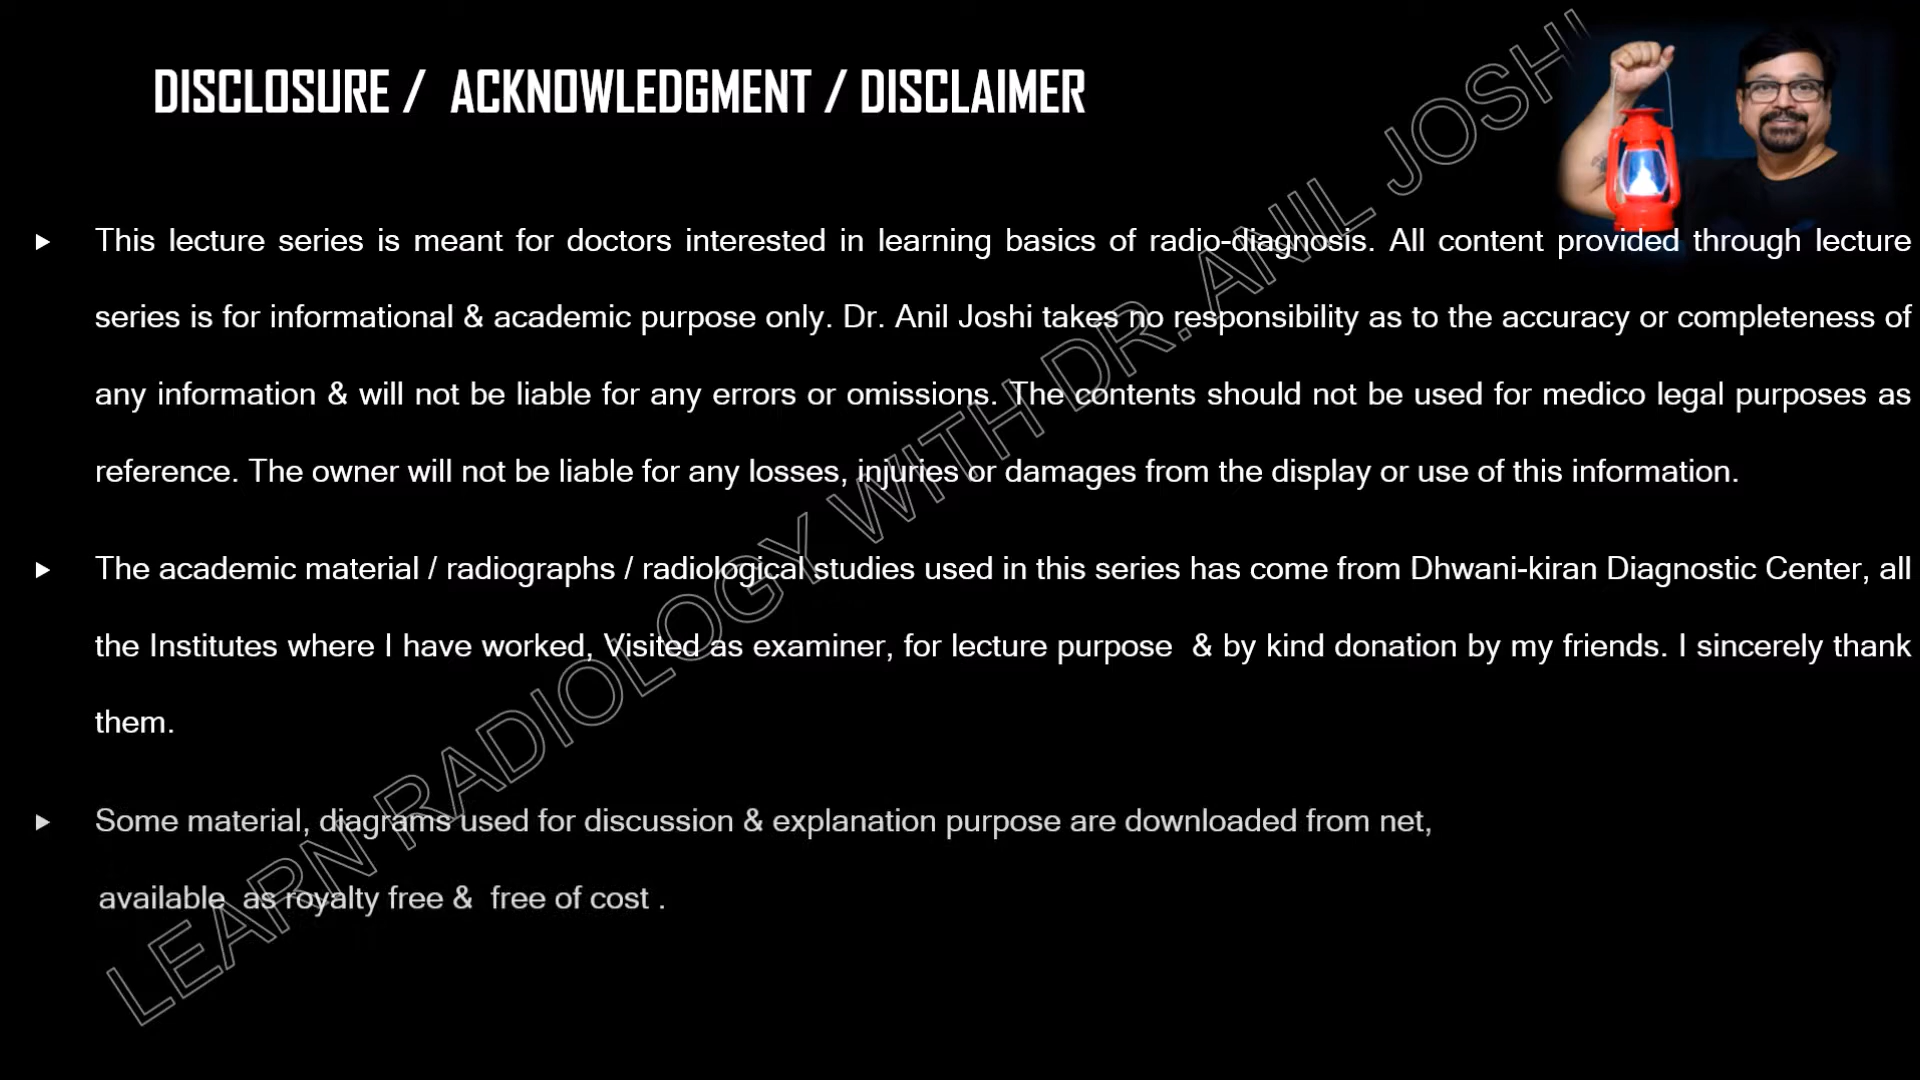 DISCLOSURE / ACKNOWLEDGMENT / DISCLAIMER
This lecture series is meant for doctors interested in learning basics of radio-diagnosis. All content provided through lecture
series is for informational & academic purpose only. Dr. Anil Joshi takes no responsibility as to the accuracy or completeness of
any information & will not be liable for any errors or omissions. The contents should not be used for medico legal purposes as
reference. The owner will not be liable for any losses, injuries or damages from the display or use of this information.
The academic material / radiographs / radiological studies used in this series has come from Dhwani-kiran Diagnostic Center, all
the Institutes where I have worked, Visited as examiner, for lecture purpose & by kind donation by my friends. I sincerely thank
them.
Some material, diagrams used for discussion & explanation purpose are downloaded from net,
available as royalty free & free of cost .
LEARN RADIOLOGY WITH DR. ANIL JOSHI